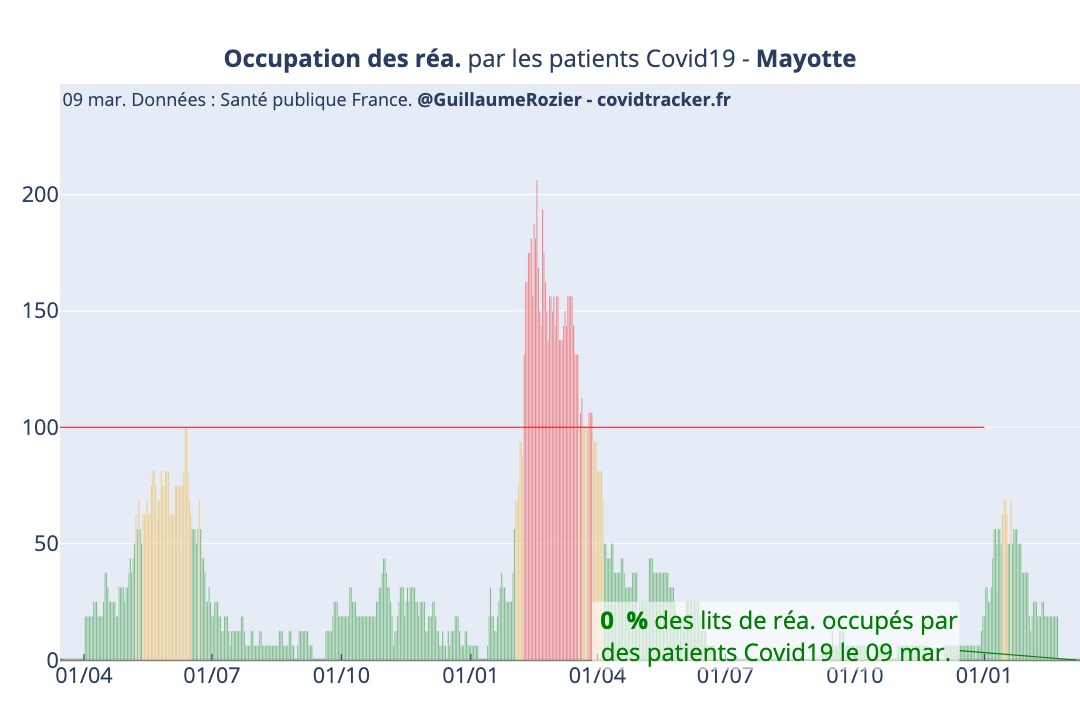 Occupation des réa. par les patients Covid19 - Mayotte
09 mar. Données : Santé publique France. @GuillaumeRozier - covidtracker.fr
200
150
100
50
0
0 % des lits de réa. occupés par
des patients Covid19 le 09 mar.
01/04 01/07 01/10 01/01 01/04 01/07 01/10 01/01